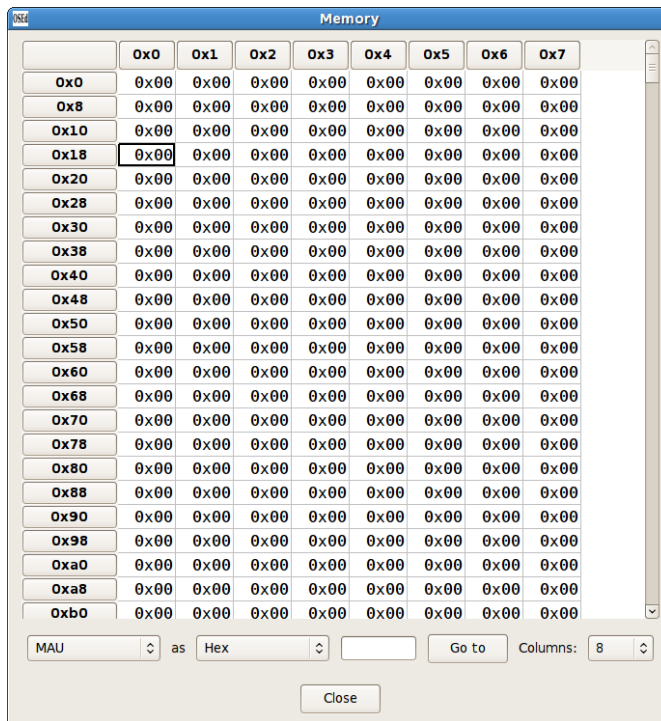 OSEd Memory
0x0 0x1 0x2 0x3 0x4 0x5 0x6 0x7
0x0 0x00 0x00 0x00 0x00 0x00 0x00 0x00 0x00
0x8 0x00 0x00 0x00 0x00 0x00 0x00 0x00 0x00
0x10 0x00 0x00 0x00 0x00 0x00 0x00 0x00 0x00
0x18 0x00 0x00 0x00 0x00 0x00 0x00 0x00 0x00
0x20 0x00 0x00 0x00 0x00 0x00 0x00 0x00 0x00
0x28 0x00 0x00 0x00 0x00 0x00 0x00 0x00 0x00
0x30 0x00 0x00 0x00 0x00 0x00 0x00 0x00 0x00
0x38 0x00 0x00 0x00 0x00 0x00 0x00 0x00 0x00
0x40 0x00 0x00 0x00 0x00 0x00 0x00 0x00 0x00
0x48 0x00 0x00 0x00 0x00 0x00 0x00 0x00 0x00
0x50 0x00 0x00 0x00 0x00 0x00 0x00 0x00 0x00
0x58 0x00 0x00 0x00 0x00 0x00 0x00 0x00 0x00
0x60 0x00 0x00 0x00 0x00 0x00 0x00 0x00 0x00
0x68 0x00 0x00 0x00 0x00 0x00 0x00 0x00 0x00
0x70 0x00 0x00 0x00 0x00 0x00 0x00 0x00 0x00
0x78 0x00 0x00 0x00 0x00 0x00 0x00 0x00 0x00
0x80 0x00 0x00 0x00 0x00 0x00 0x00 0x00 0x00
0x88 0x00 0x00 0x00 0x00 0x00 0x00 0x00 0x00
0x90 0x00 0x00 0x00 0x00 0x00 0x00 0x00 0x00
0x98 0x00 0x00 0x00 0x00 0x00 0x00 0x00 0x00
0xa0 0x00 0x00 0x00 0x00 0x00 0x00 0x00 0x00
0xa8 0x00 0x00 0x00 0x00 0x00 0x00 0x00 0x00
0xb0 0x00 0x00 0x00 0x00 0x00 0x00 0x00 0x00
MAU as Hex Go to Columns: 8
Close